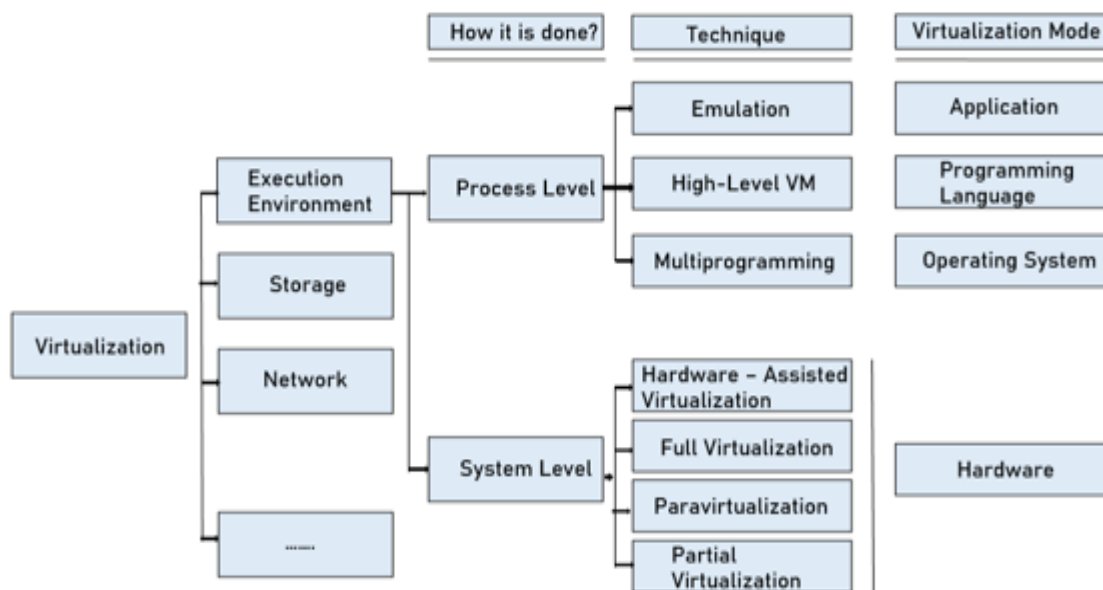 How it is done?
Technique
Virtualization Mode
Emulation
Application
Execution
Environment
Process Level
High-Level VM
Programming
Language
Multiprogramming
Operating System
Storage
Virtualization
Network
Hardware – Assisted
Virtualization
System Level
Full Virtualization
Hardware
Paravirtualization
Partial
Virtualization
.......